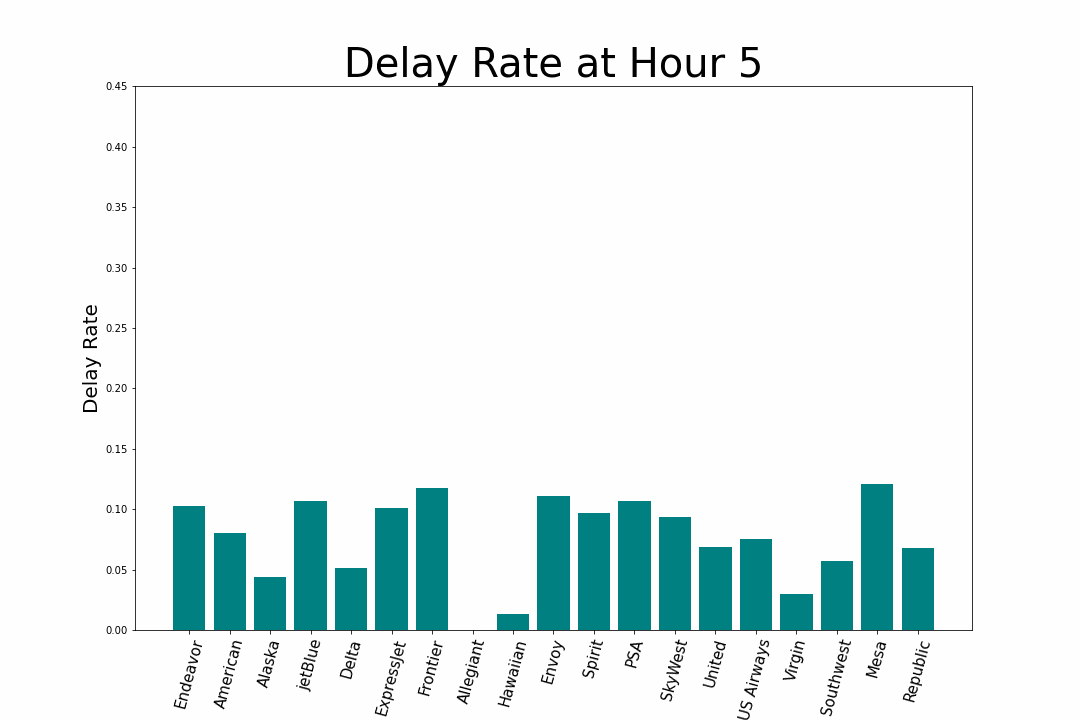 Delay Rate at Hour 5
0.45
0.40
0.35
0.30
0.25
0.20
0.15
0.10
0.05
0.00
Delay Rate
Endeavor
American
Alaska
jetBlue
Delta
ExpressJet
Frontier
Allegiant
Hawaiian
Envoy
Spirit
PSA
SkyWest
United
US Airways
Virgin
Southwest
Mesa
Republic